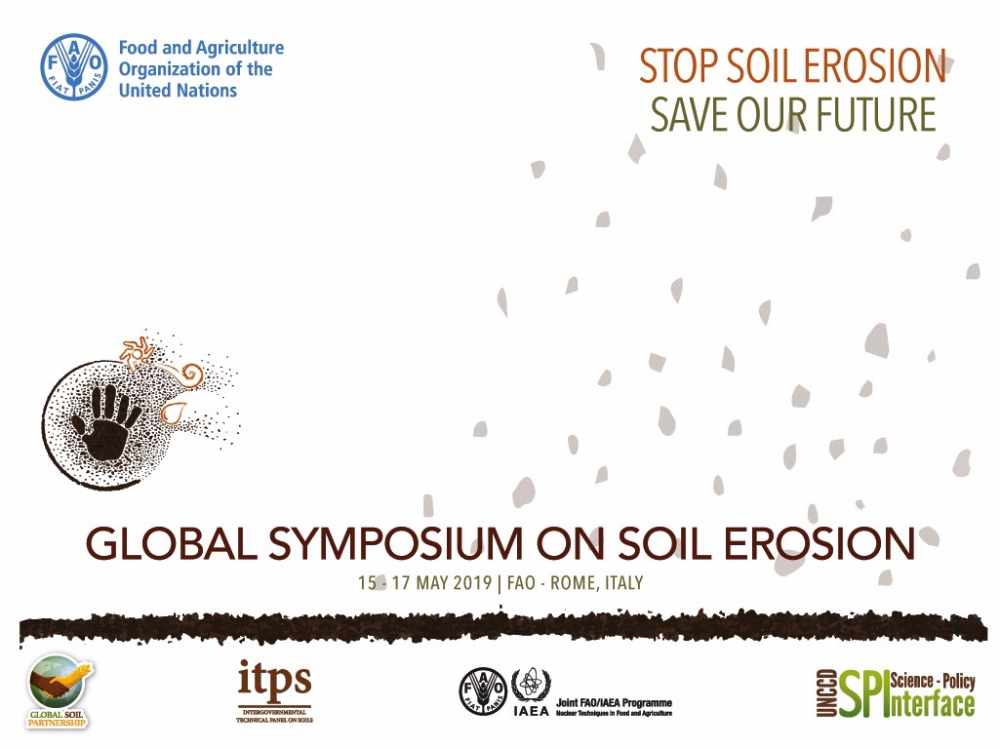 FAO
FIAT PANIS
Food and Agriculture
Organization of the
United Nations
STOP SOIL EROSION
SAVE OUR FUTURE
GLOBAL SYMPOSIUM ON SOIL EROSION
15 - 17 MAY 2019 | FAO - ROME, ITALY
GLOBAL SOIL
PARTNERSHIP
itps
INTERGOVERNMENTAL
TECHNICAL PANEL ON SOILS
FAO
FIAT PANIS
IAEA
Joint FAO/IAEA Programme
Nuclear Techniques in Food and Agriculture
UNCCD
SPI
Science - Policy
Interface